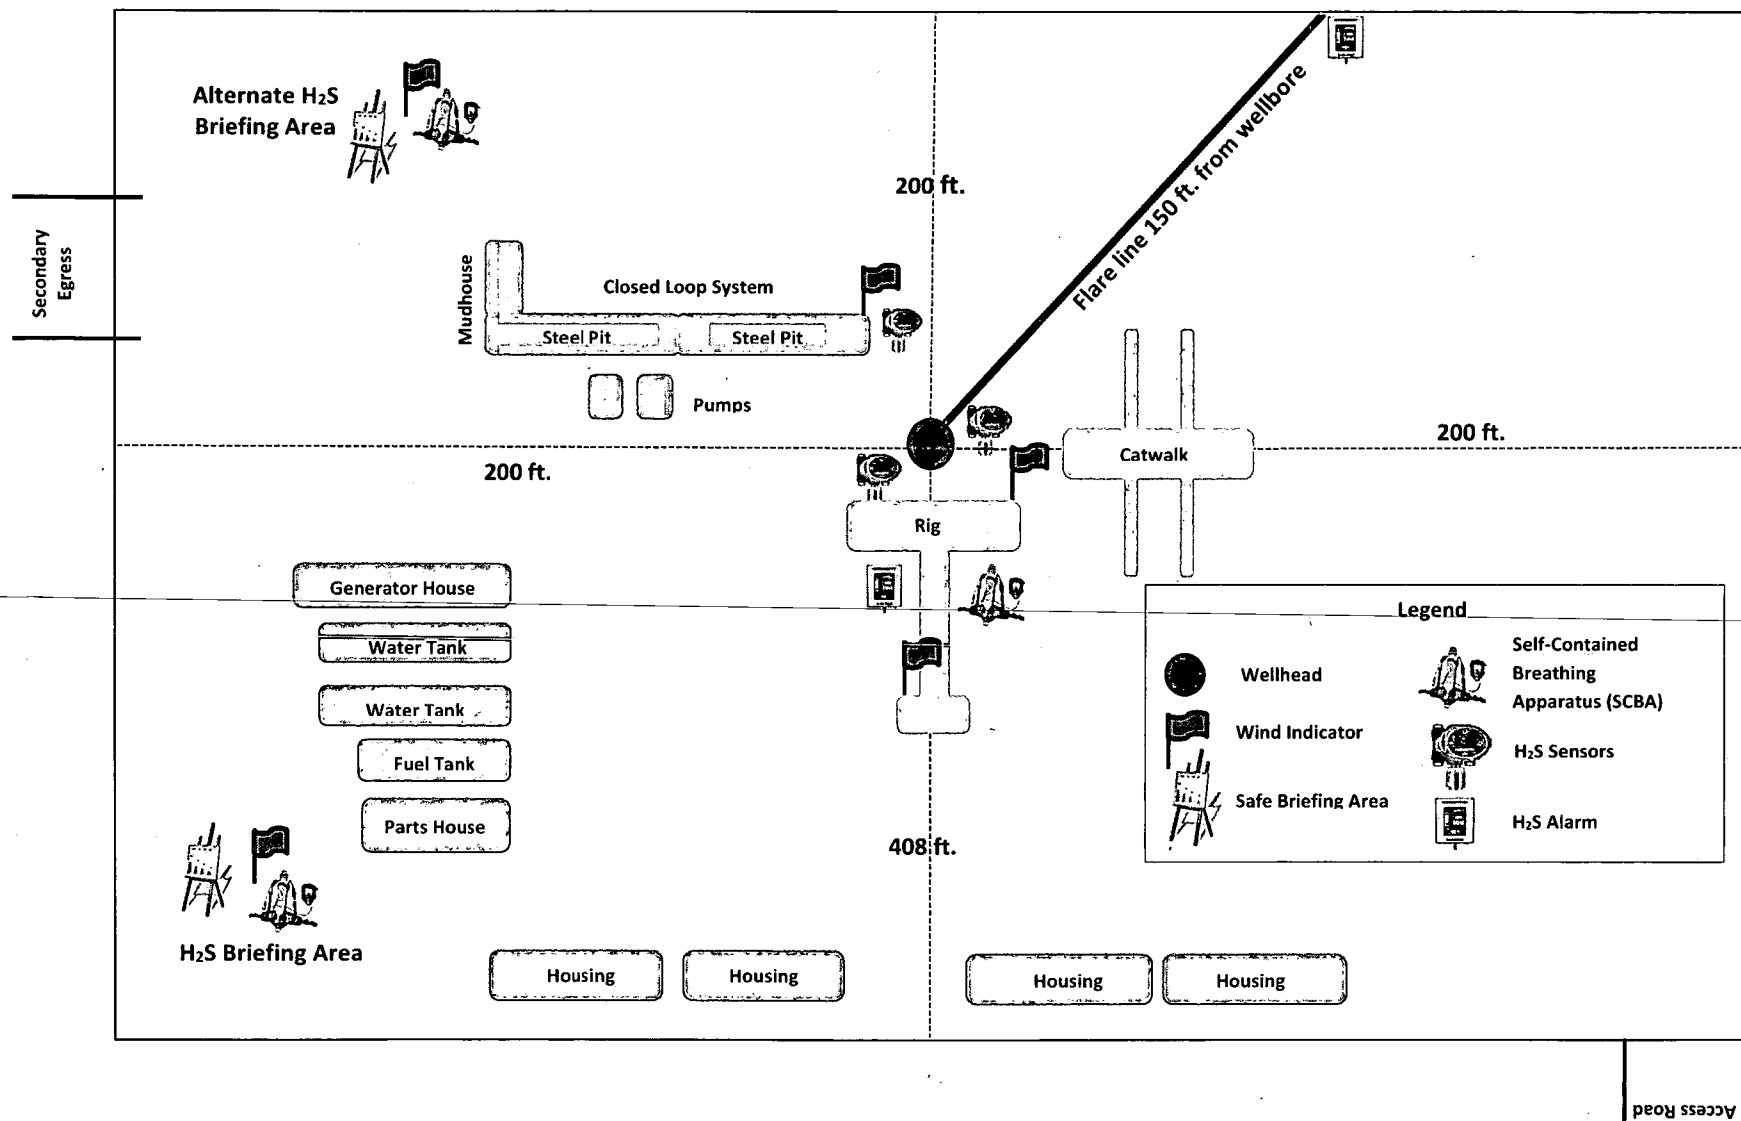 Alternate H2S
Briefing Area
Secondary
Egress
200 ft.
Flare line 150 ft. from wellbore
Mudhouse
Closed Loop System
Steel Pit
Steel Pit
Pumps
200 ft.
200 ft.
Catwalk
Rig
Generator House
Water Tank
Water Tank
Fuel Tank
Parts House
H2S Briefing Area
408 ft.
Legend
Wellhead
Wind Indicator
Safe Briefing Area
Self-Contained
Breathing
Apparatus (SCBA)
H2S Sensors
H2S Alarm
Housing
Housing
Housing
Housing
Access Road